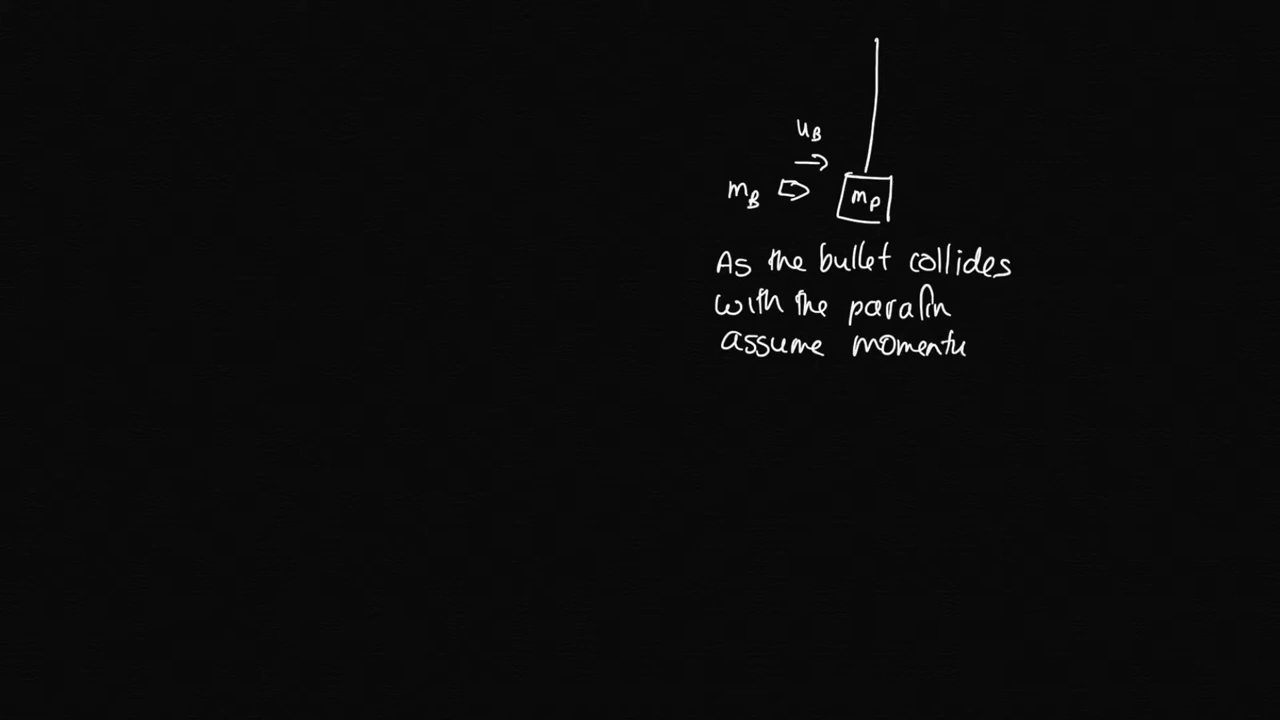 u_B
m_B
m_p
As the bullet collides
with the parafin
assume momentu